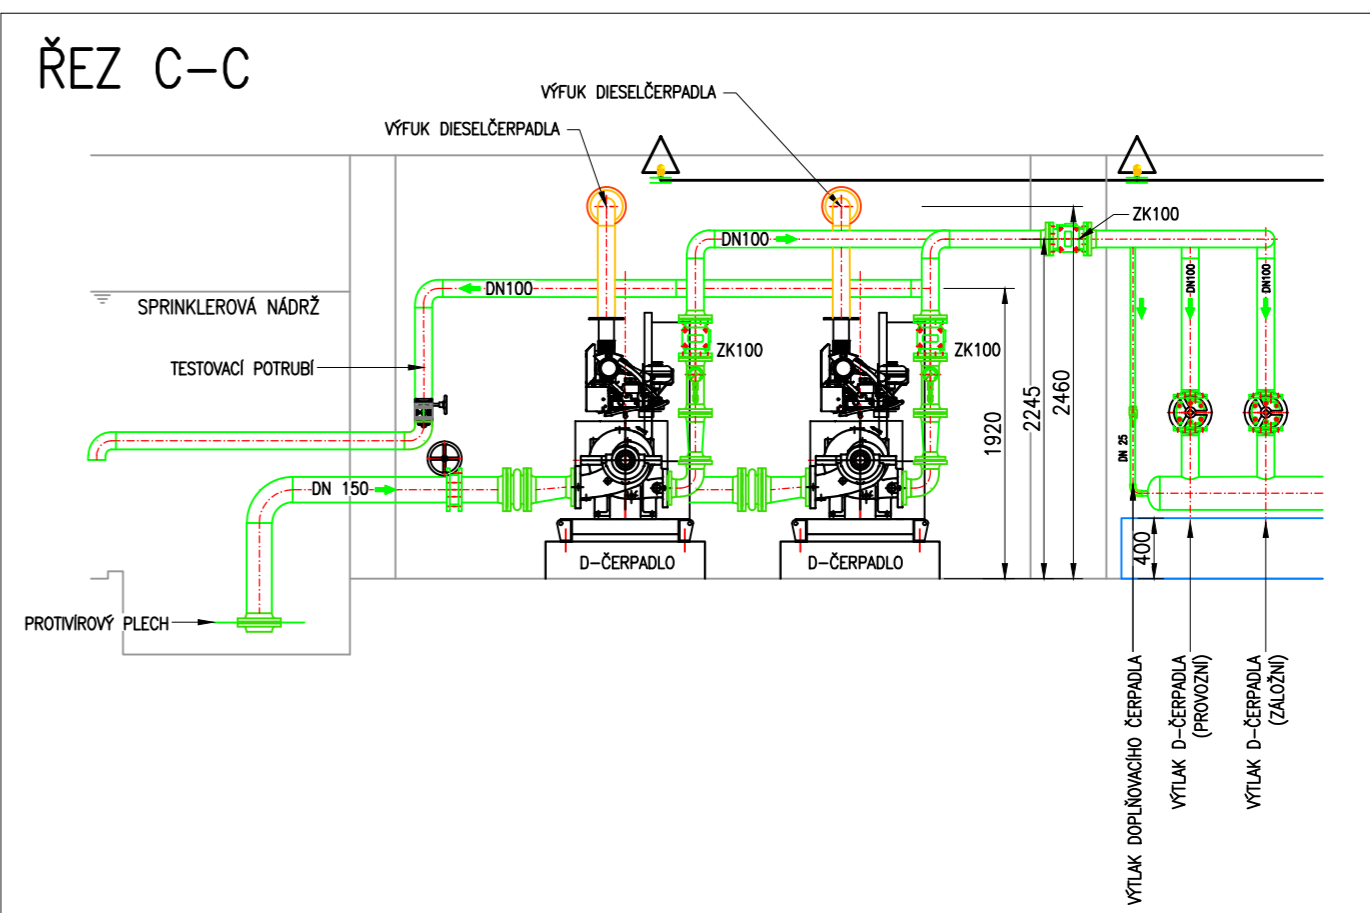 ŘEZ C-C
VÝFUK DIESELČERPADLA
VÝFUK DIESELČERPADLA
ZK100
DN100
DN100
DN100
DN100
SPRINKLEROVÁ NÁDRŽ
TESTOVACÍ POTRUBÍ
ZK100
ZK100
1920
2245
2460
DN 25
DN 150
400
D-ČERPADLO
D-ČERPADLO
PROTIVÍROVÝ PLECH
VÝTLAK DOPLŇOVACÍHO ČERPADLA
VÝTLAK D-ČERPADLA
(PROVOZNÍ)
VÝTLAK D-ČERPADLA
(ZÁLOŽNÍ)